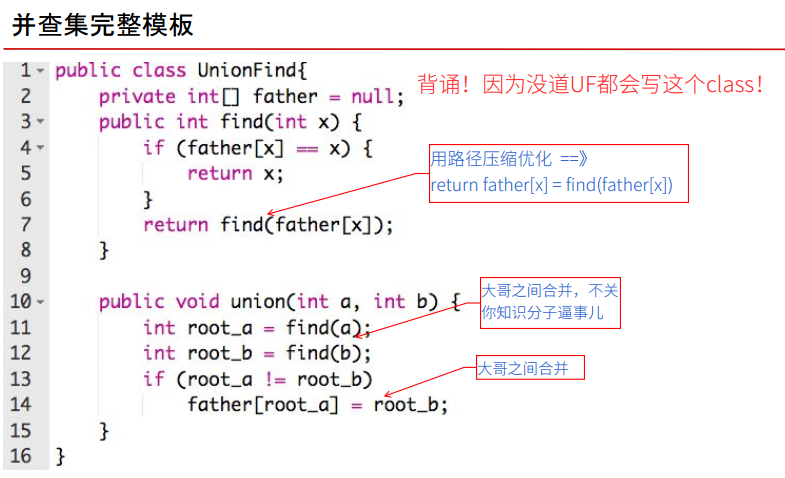 并查集完整模板
1 public class UnionFind{
背诵！因为没道UF都会写这个class！
2 private int[] father = null;
3 public int find(int x) {
4 if (father[x] == x) {
5 return x;
6 }
7 return find(father[x]);
8 }
用路径压缩优化 ==》
return father[x] = find(father[x])
9
10 public void union(int a, int b) {
11 int root_a = find(a);
12 int root_b = find(b);
13 if (root_a != root_b)
14 father[root_a] = root_b;
15 }
16 }
大哥之间合并，不关
你知识分子逼事儿
大哥之间合并